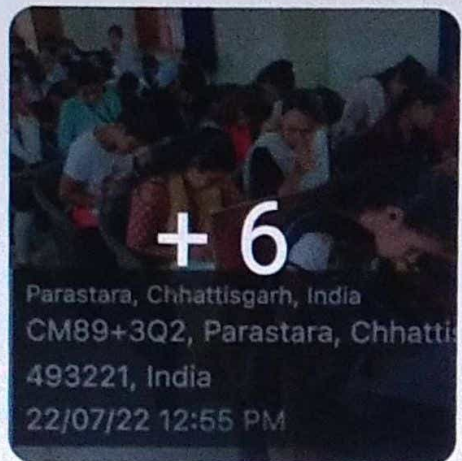 + 6
Parastara, Chhattisgarh, India
CM89+3Q2, Parastara, Chhattis
493221, India
22/07/22 12:55 PM